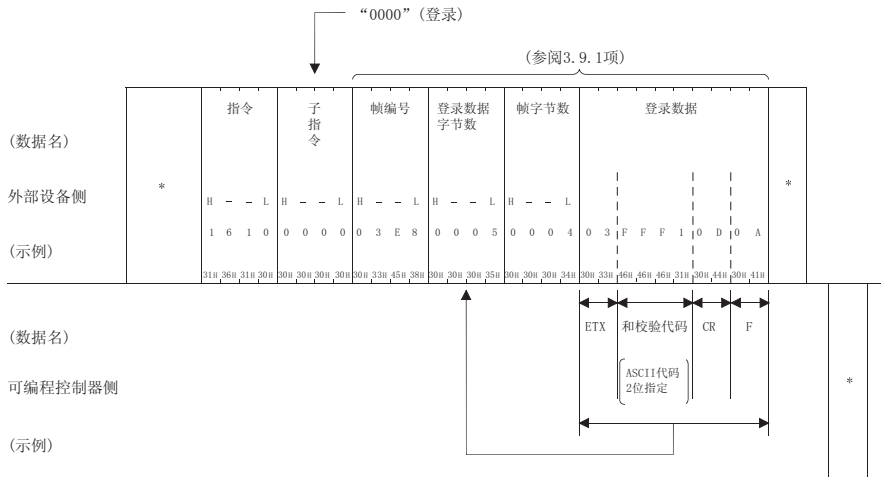 “0000”(登录)
(参阅3.9.1项)
指令 子指令 帧编号 登录数据字节数 帧字节数 登录数据
(数据名)
外部设备侧
* *
H - - L H - - L H - - L H - - L H - - L
(示例)
1 6 1 0 0 0 0 0 0 3 E 8 0 0 0 5 0 0 0 4 0 3 F F F 1 0 D 0 A
31H 36H 31H 30H 30H 30H 30H 30H 30H 33H 45H 38H 30H 30H 30H 35H 30H 30H 30H 34H 30H 33H 46H 46H 46H 31H 30H 44H 30H 41H
(数据名)
ETX 和校验代码 CR F
可编程控制器侧
ASCII代码
2位指定
*
(示例)